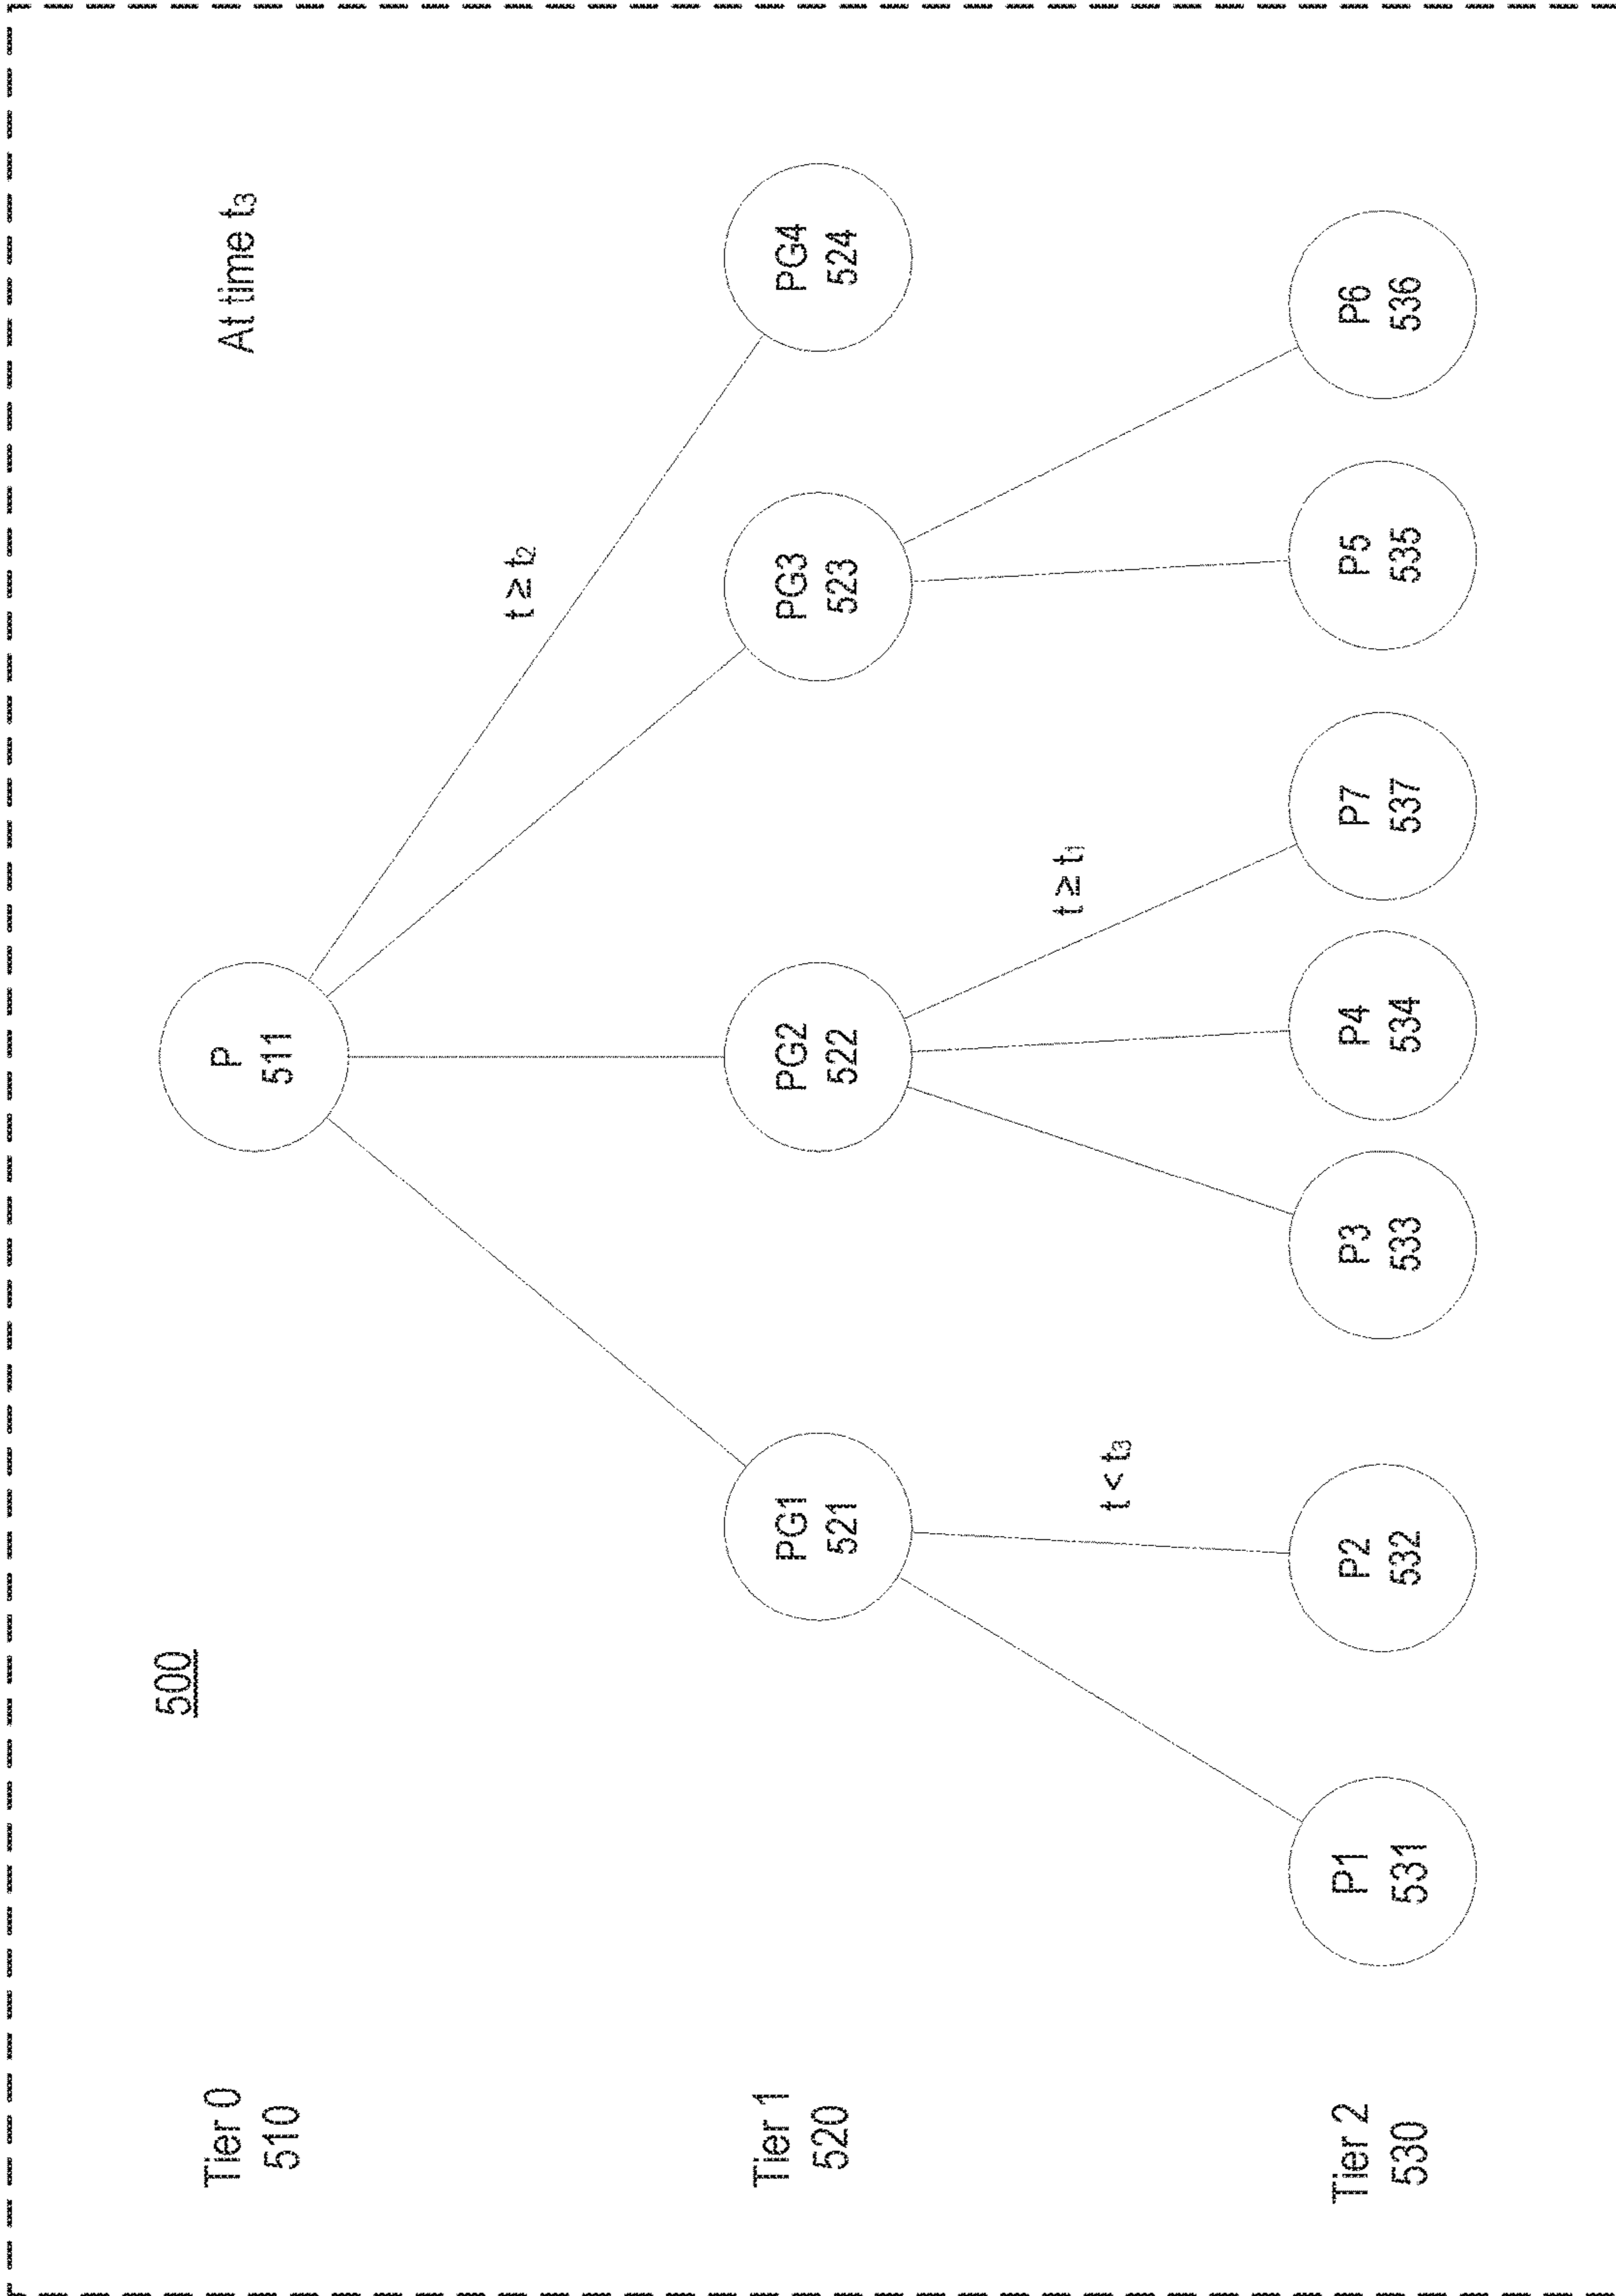 500
At time t3
Tier 0
510
P
511
t ≥ t2
Tier 1
520
PG1
521
PG2
522
PG3
523
PG4
524
t < t3
t ≥ t1
Tier 2
530
P1
531
P2
532
P3
533
P4
534
P7
537
P5
535
P6
536